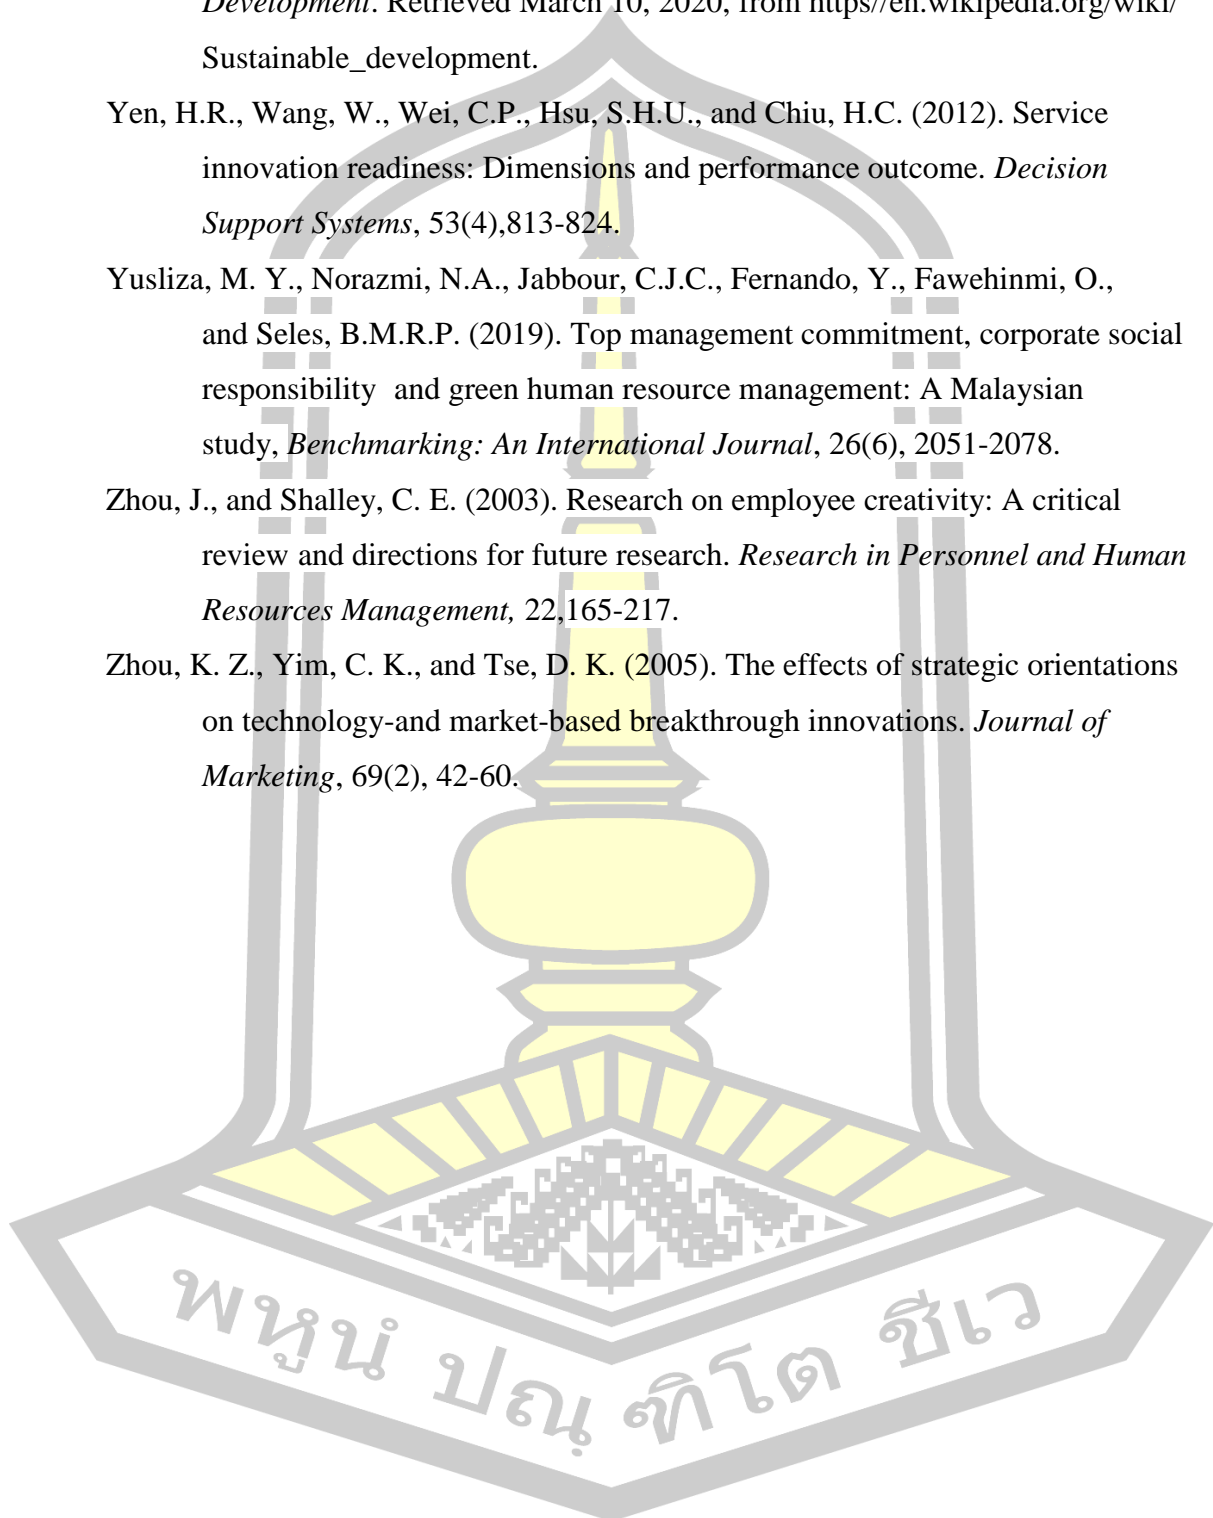 Development. Retrieved March 10, 2020, from https//en.wikipedia.org/wiki/
Sustainable_development.
Yen, H.R., Wang, W., Wei, C.P., Hsu, S.H.U., and Chiu, H.C. (2012). Service
innovation readiness: Dimensions and performance outcome. Decision
Support Systems, 53(4),813-824.
Yusliza, M. Y., Norazmi, N.A., Jabbour, C.J.C., Fernando, Y., Fawehinmi, O.,
and Seles, B.M.R.P. (2019). Top management commitment, corporate social
responsibility and green human resource management: A Malaysian
study, Benchmarking: An International Journal, 26(6), 2051-2078.
Zhou, J., and Shalley, C. E. (2003). Research on employee creativity: A critical
review and directions for future research. Research in Personnel and Human
Resources Management, 22,165-217.
Zhou, K. Z., Yim, C. K., and Tse, D. K. (2005). The effects of strategic orientations
on technology-and market-based breakthrough innovations. Journal of
Marketing, 69(2), 42-60.
พหูนํ ปณฺฑิโต ชีเว